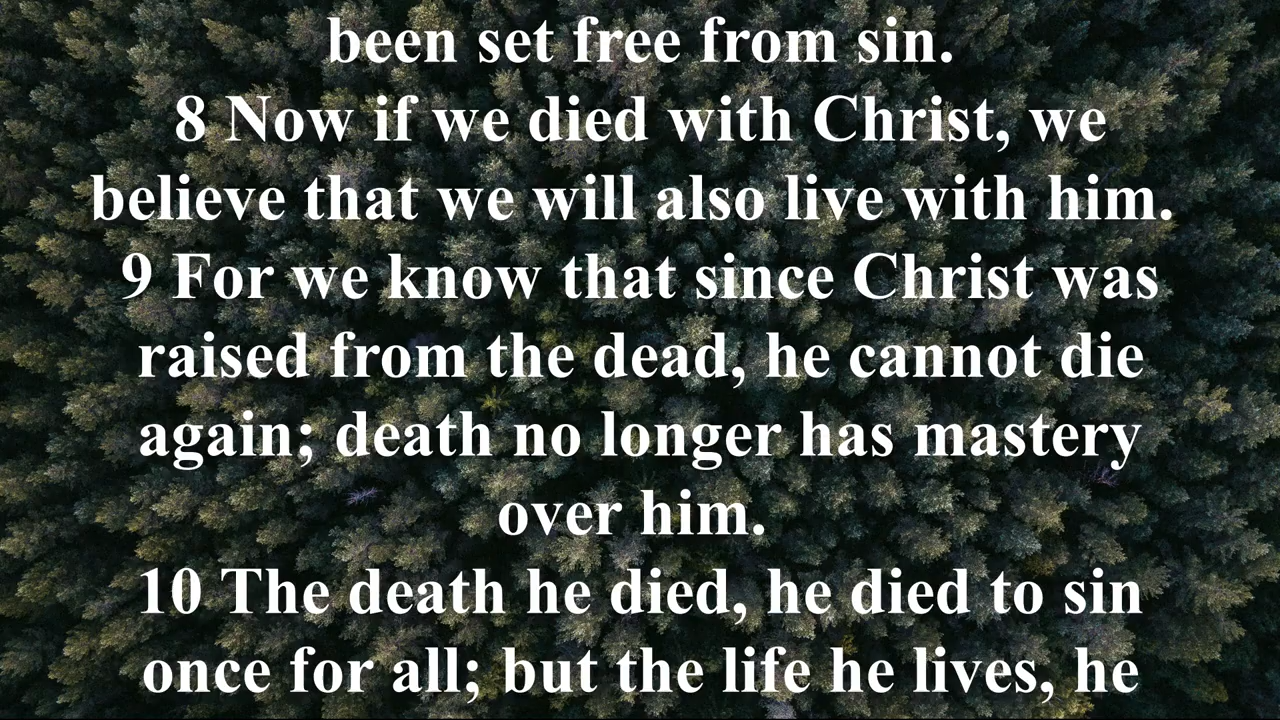 been set free from sin.
8 Now if we died with Christ, we
believe that we will also live with him.
9 For we know that since Christ was
raised from the dead, he cannot die
again; death no longer has mastery
over him.
10 The death he died, he died to sin
once for all; but the life he lives, he